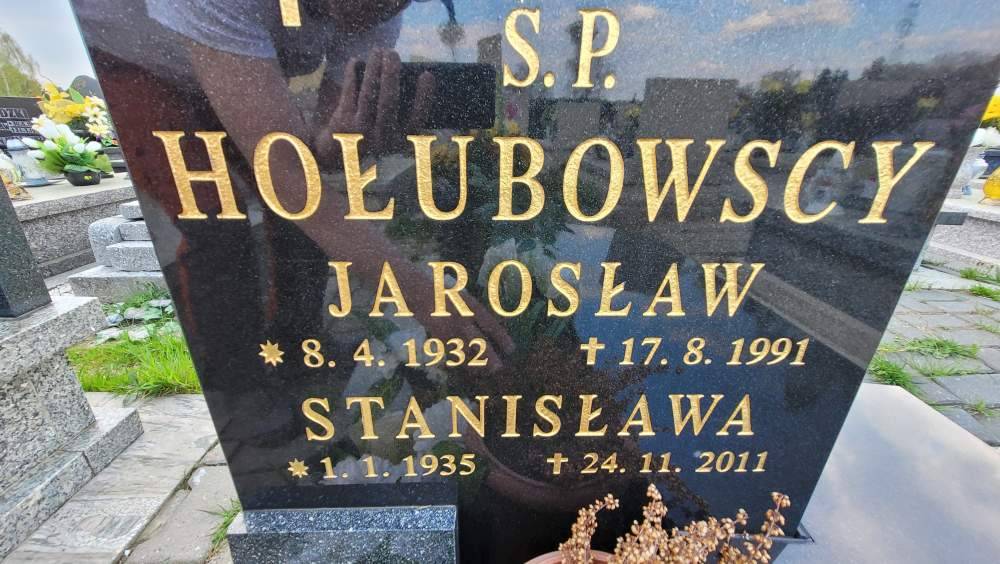 Ś.P.
HOŁUBOWSCY
JAROSŁAW
* 8. 4. 1932 † 17. 8. 1991
STANISŁAWA
* 1. 1. 1935 † 24. 11. 2011